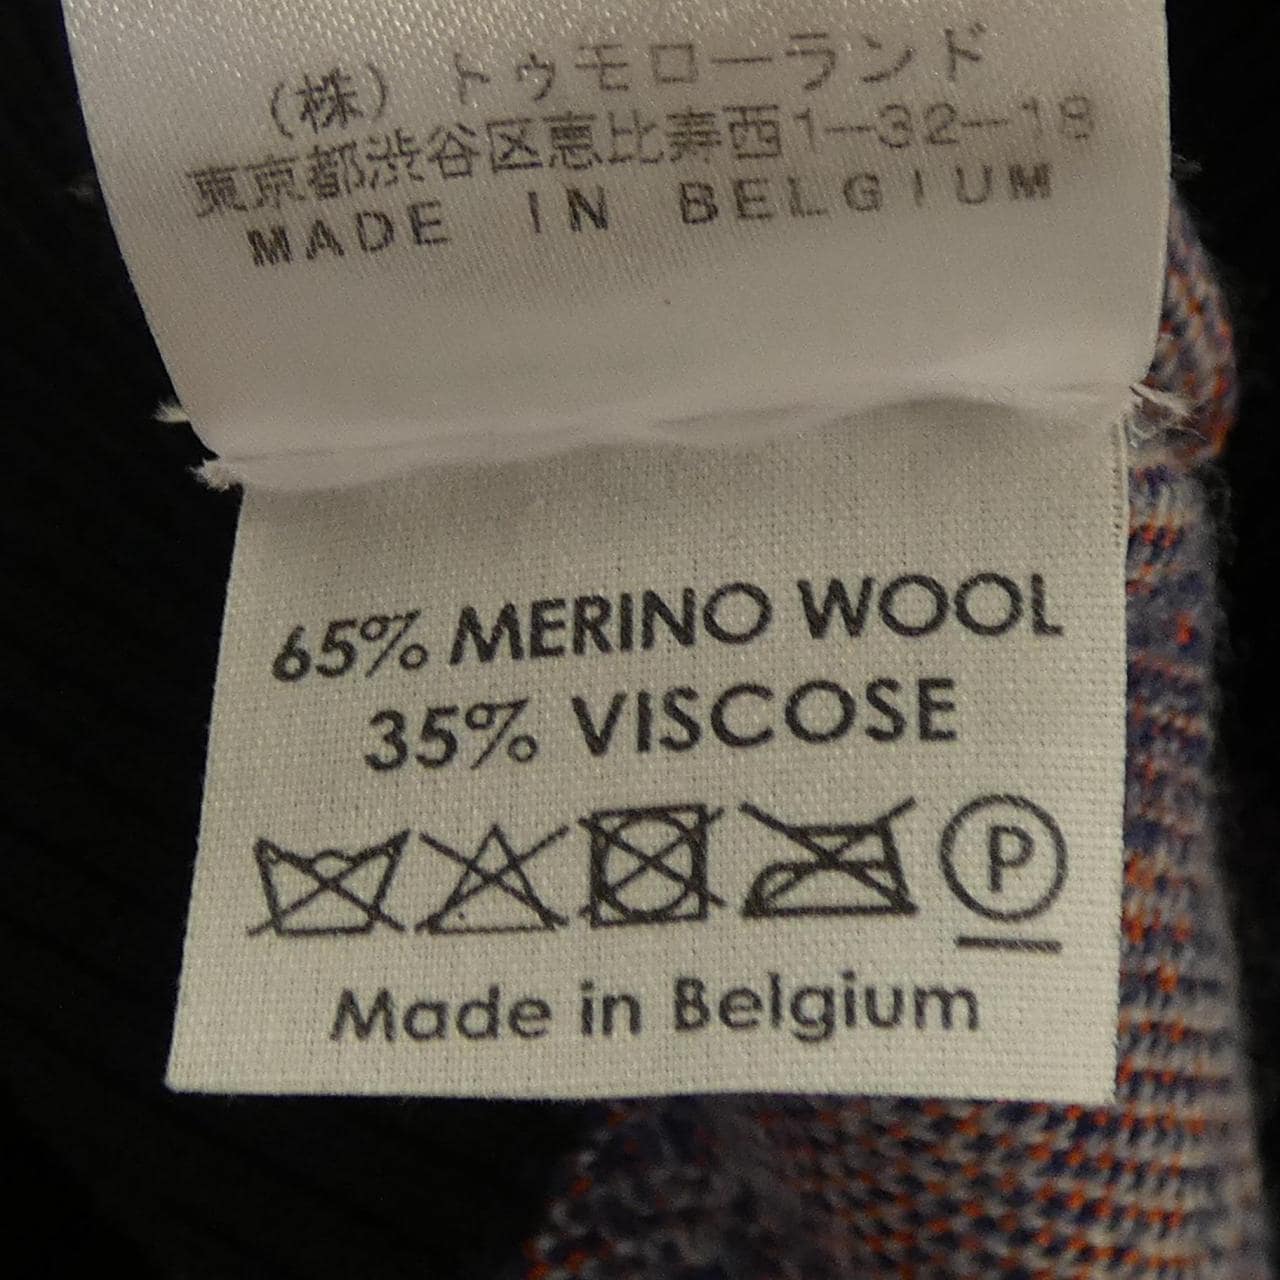 (株) トゥモローランド
東京都渋谷区恵比寿西1-32-18
MADE IN BELGIUM
65% MERINO WOOL
35% VISCOSE
P
Made in Belgium